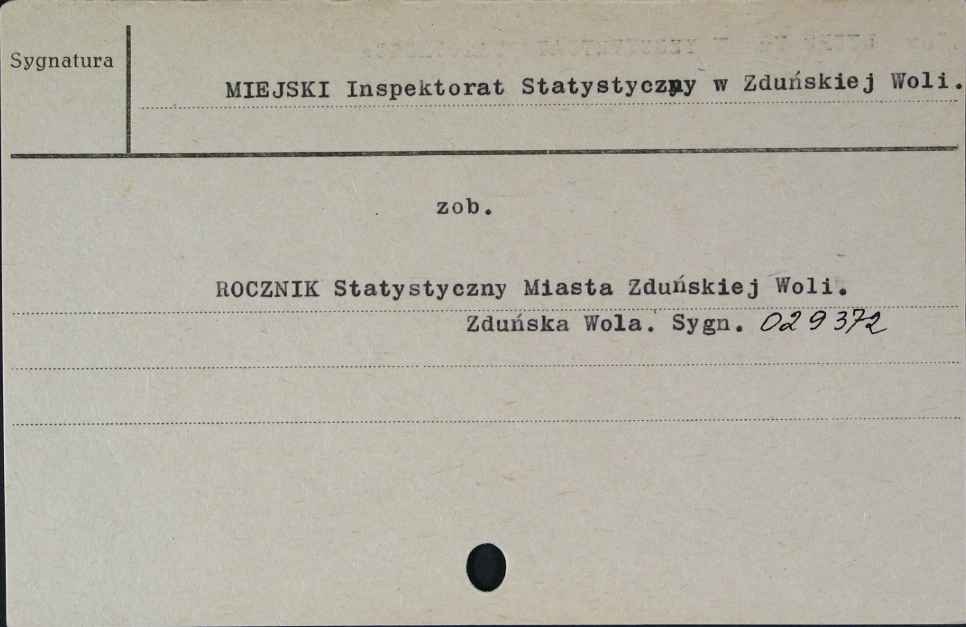 Sygnatura
MIEJSKI Inspektorat Statystyczny w Zduńskiej Woli.
zob.
ROCZNIK Statystyczny Miasta Zduńskiej Woli.
Zduńska Wola. Sygn. 029372